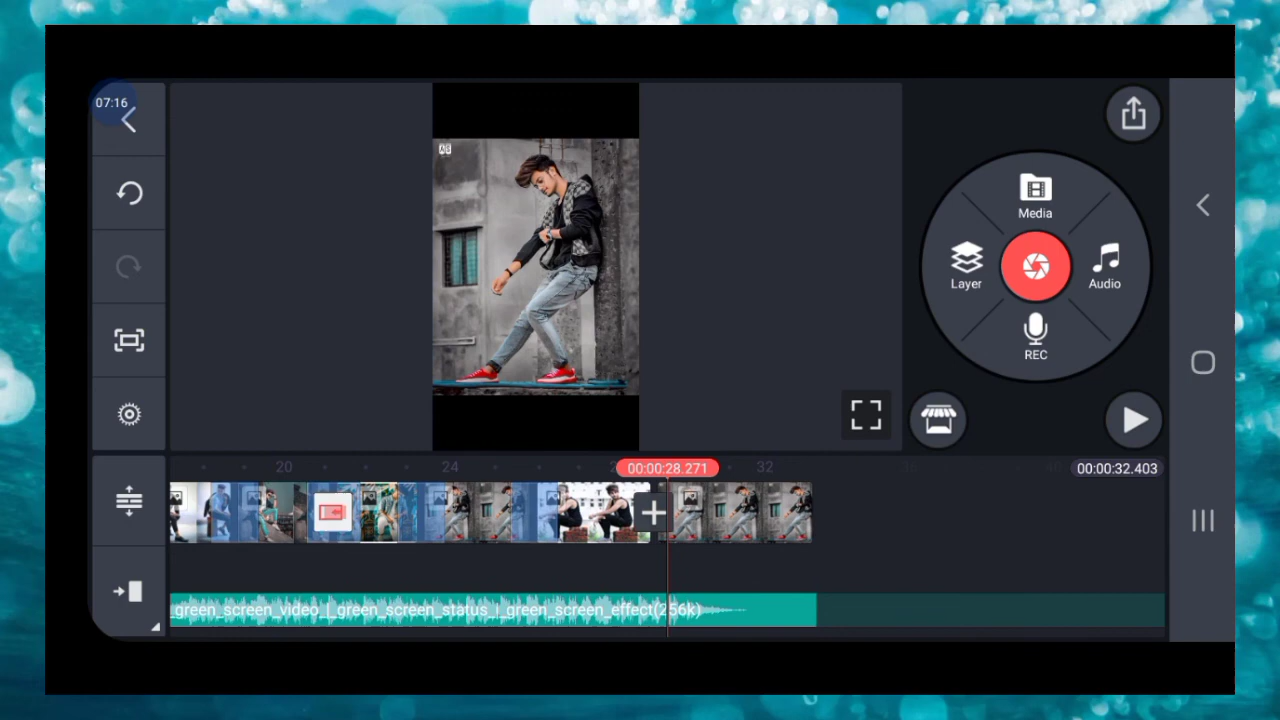 07:16
Media
Layer
Audio
REC
20
24
00:00:28.271
32
00:00:32.403
_green_screen_video_|_green_screen_status_|_green_screen_effect(256k)